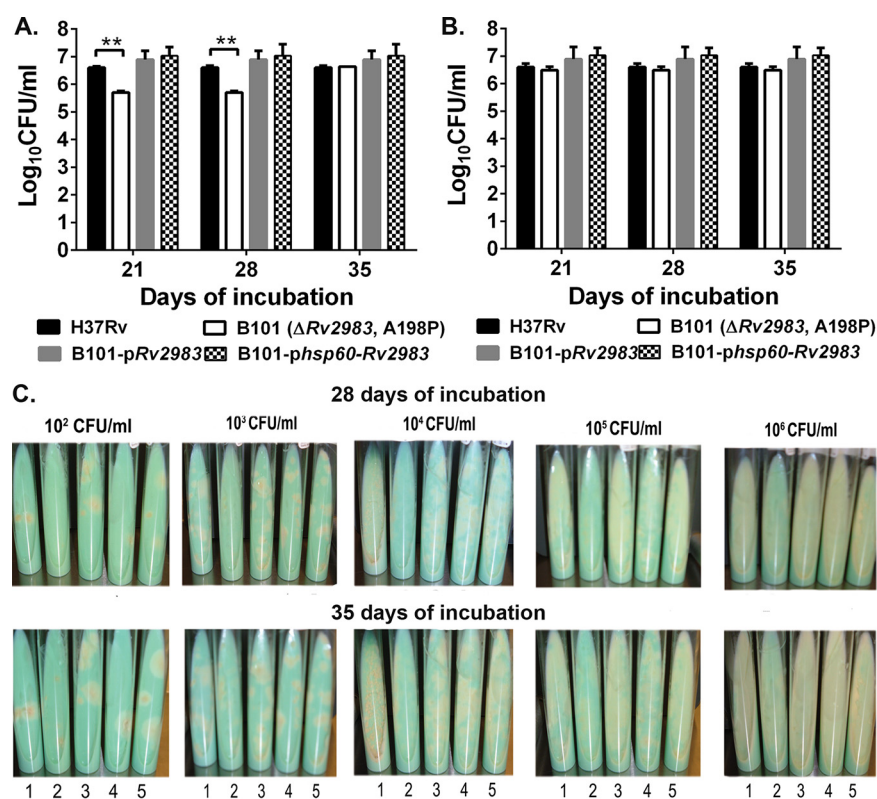 A.
8
7
6
5
4
3
2
1
0
Log10CFU/ml
**
**
21 28 35
Days of incubation
H37Rv B101 (ΔRv2983, A198P)
B101-pRv2983 B101-phsp60-Rv2983
B.
8
7
6
5
4
3
2
1
0
Log10CFU/ml
21 28 35
Days of incubation
H37Rv B101 (ΔRv2983, A198P)
B101-pRv2983 B101-phsp60-Rv2983
C.
28 days of incubation
10² CFU/ml 10³ CFU/ml 10⁴ CFU/ml 10⁵ CFU/ml 10⁶ CFU/ml
35 days of incubation
1 2 3 4 5 1 2 3 4 5 1 2 3 4 5 1 2 3 4 5 1 2 3 4 5